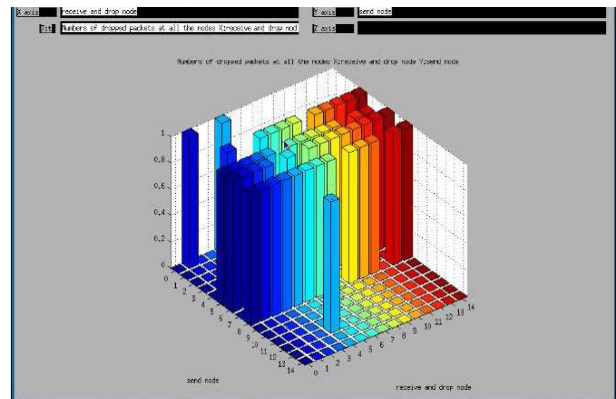 X axis receive and drop node Y axis send node
Numbers of dropped packets at all the nodes X:receive and drop nod Z axis
Numbers of dropped packets at all the nodes X:receive and drop node Y:send node
1
0.8
0.6
0.4
0.2
0
0 1 2 3 4 5 6 7 8 9 10 11 12 13 14
0 1 2 3 4 5 6 7 8 9 10 11 12 13 14
send node
receive and drop node